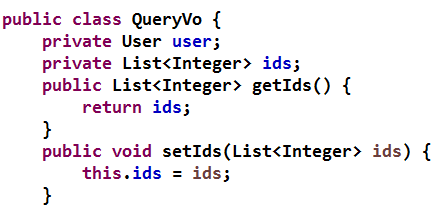 public class QueryVo {
    private User user;
    private List<Integer> ids;
    public List<Integer> getIds() {
        return ids;
    }
    public void setIds(List<Integer> ids) {
        this.ids = ids;
    }